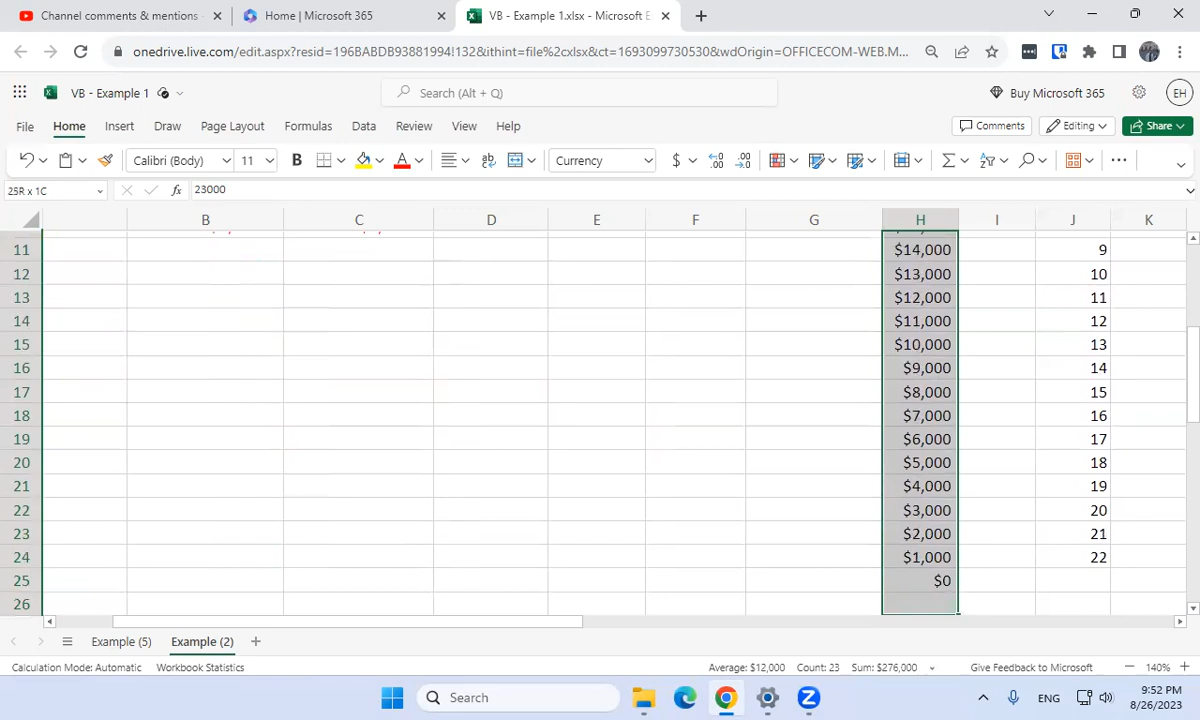 Channel comments & mentions -
Home | Microsoft 365
VB - Example 1.xlsx - Microsoft E
onedrive.live.com/edit.aspx?resid=196BABDB93881994!132&ithint=file%2cxlsx&ct=1693099730530&wdOrigin=OFFICECOM-WEB.M...
VB - Example 1
Search (Alt + Q)
Buy Microsoft 365
EH
File Home Insert Draw Page Layout Formulas Data Review View Help
Comments Editing Share
Calibri (Body) 11 B A ab Currency $ .00 ...
25R x 1C fx 23000
B C D E F G H I J K
11 $14,000 9
12 $13,000 10
13 $12,000 11
14 $11,000 12
15 $10,000 13
16 $9,000 14
17 $8,000 15
18 $7,000 16
19 $6,000 17
20 $5,000 18
21 $4,000 19
22 $3,000 20
23 $2,000 21
24 $1,000 22
25 $0
26
Example (5) Example (2)
Calculation Mode: Automatic Workbook Statistics Average: $12,000 Count: 23 Sum: $276,000 Give Feedback to Microsoft 140%
Search
ENG
9:52 PM
8/26/2023